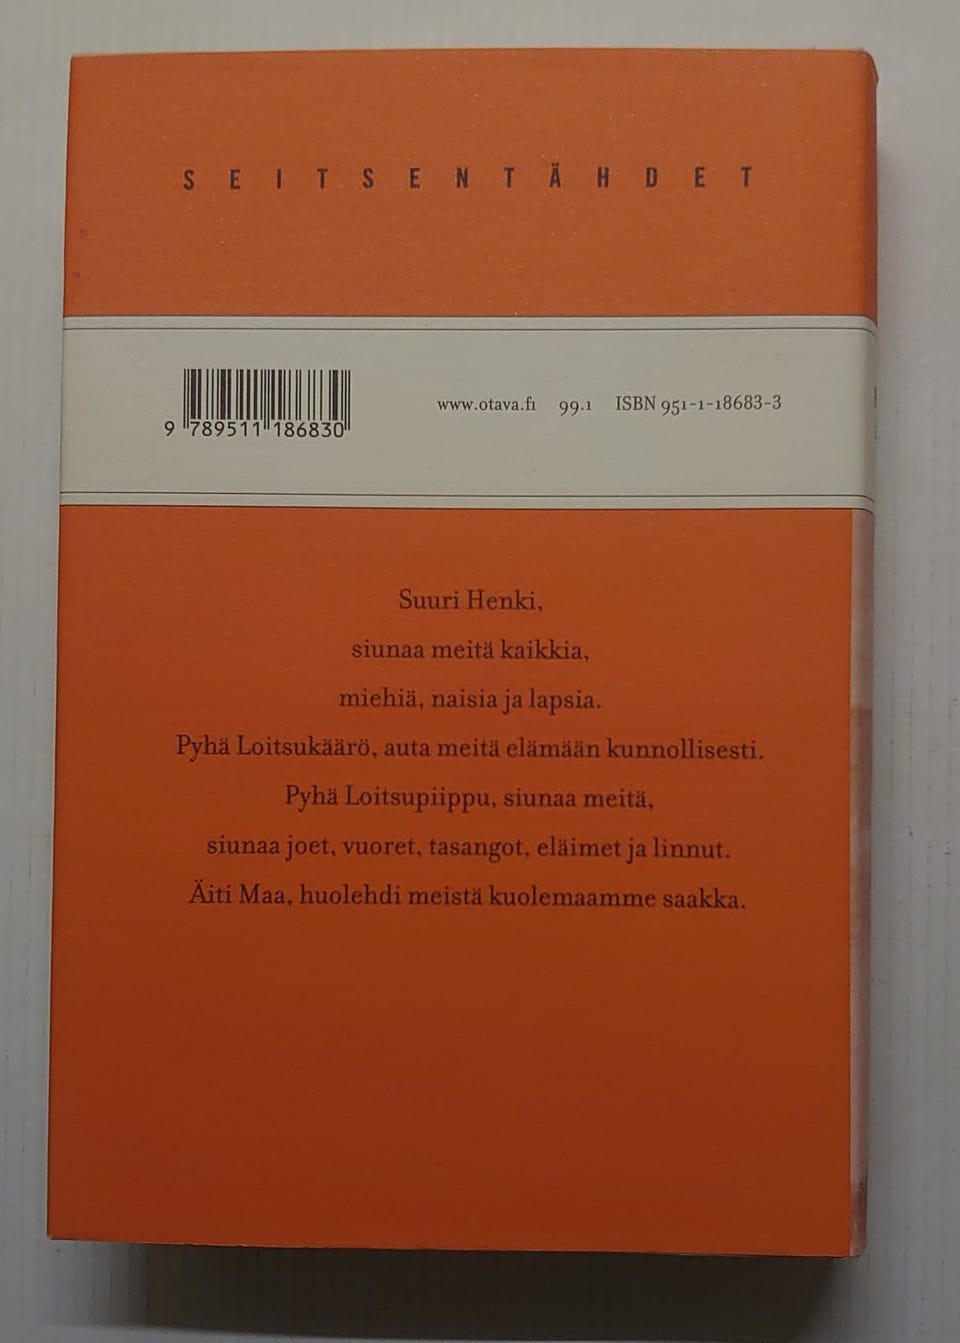 SEITSENTÄHDET
9 789511 186830
www.otava.fi 99.1 ISBN 951-1-18683-3
Suuri Henki,
siunaa meitä kaikkia,
miehiä, naisia ja lapsia.
Pyhä Loitsukäärö, auta meitä elämään kunnollisesti.
Pyhä Loitsupiippu, siunaa meitä,
siunaa joet, vuoret, tasangot, eläimet ja linnut.
Äiti Maa, huolehdi meistä kuolemaamme saakka.